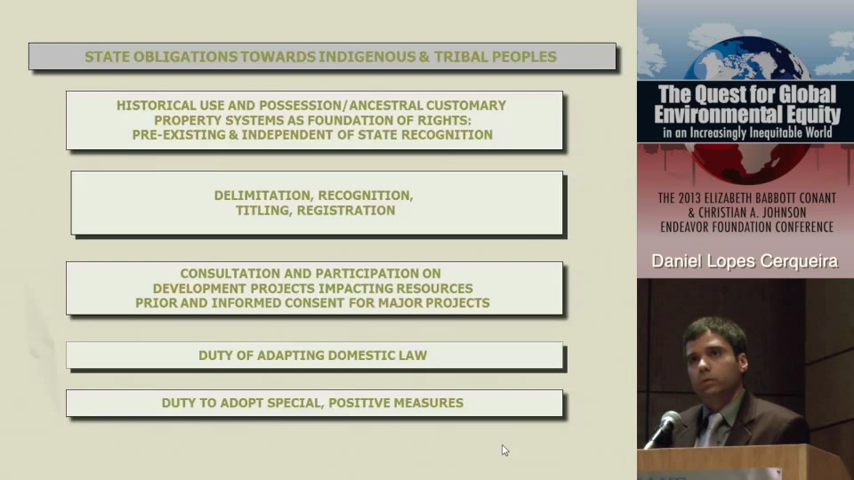 STATE OBLIGATIONS TOWARDS INDIGENOUS & TRIBAL PEOPLES
HISTORICAL USE AND POSSESSION/ANCESTRAL CUSTOMARY
PROPERTY SYSTEMS AS FOUNDATION OF RIGHTS:
PRE-EXISTING & INDEPENDENT OF STATE RECOGNITION
DELIMITATION, RECOGNITION,
TITLING, REGISTRATION
CONSULTATION AND PARTICIPATION ON
DEVELOPMENT PROJECTS IMPACTING RESOURCES
PRIOR AND INFORMED CONSENT FOR MAJOR PROJECTS
DUTY OF ADAPTING DOMESTIC LAW
DUTY TO ADOPT SPECIAL, POSITIVE MEASURES
The Quest for Global
Environmental Equity
in an Increasingly Inequitable World
THE 2013 ELIZABETH BABBOTT CONANT
& CHRISTIAN A. JOHNSON
ENDEAVOR FOUNDATION CONFERENCE
Daniel Lopes Cerqueira